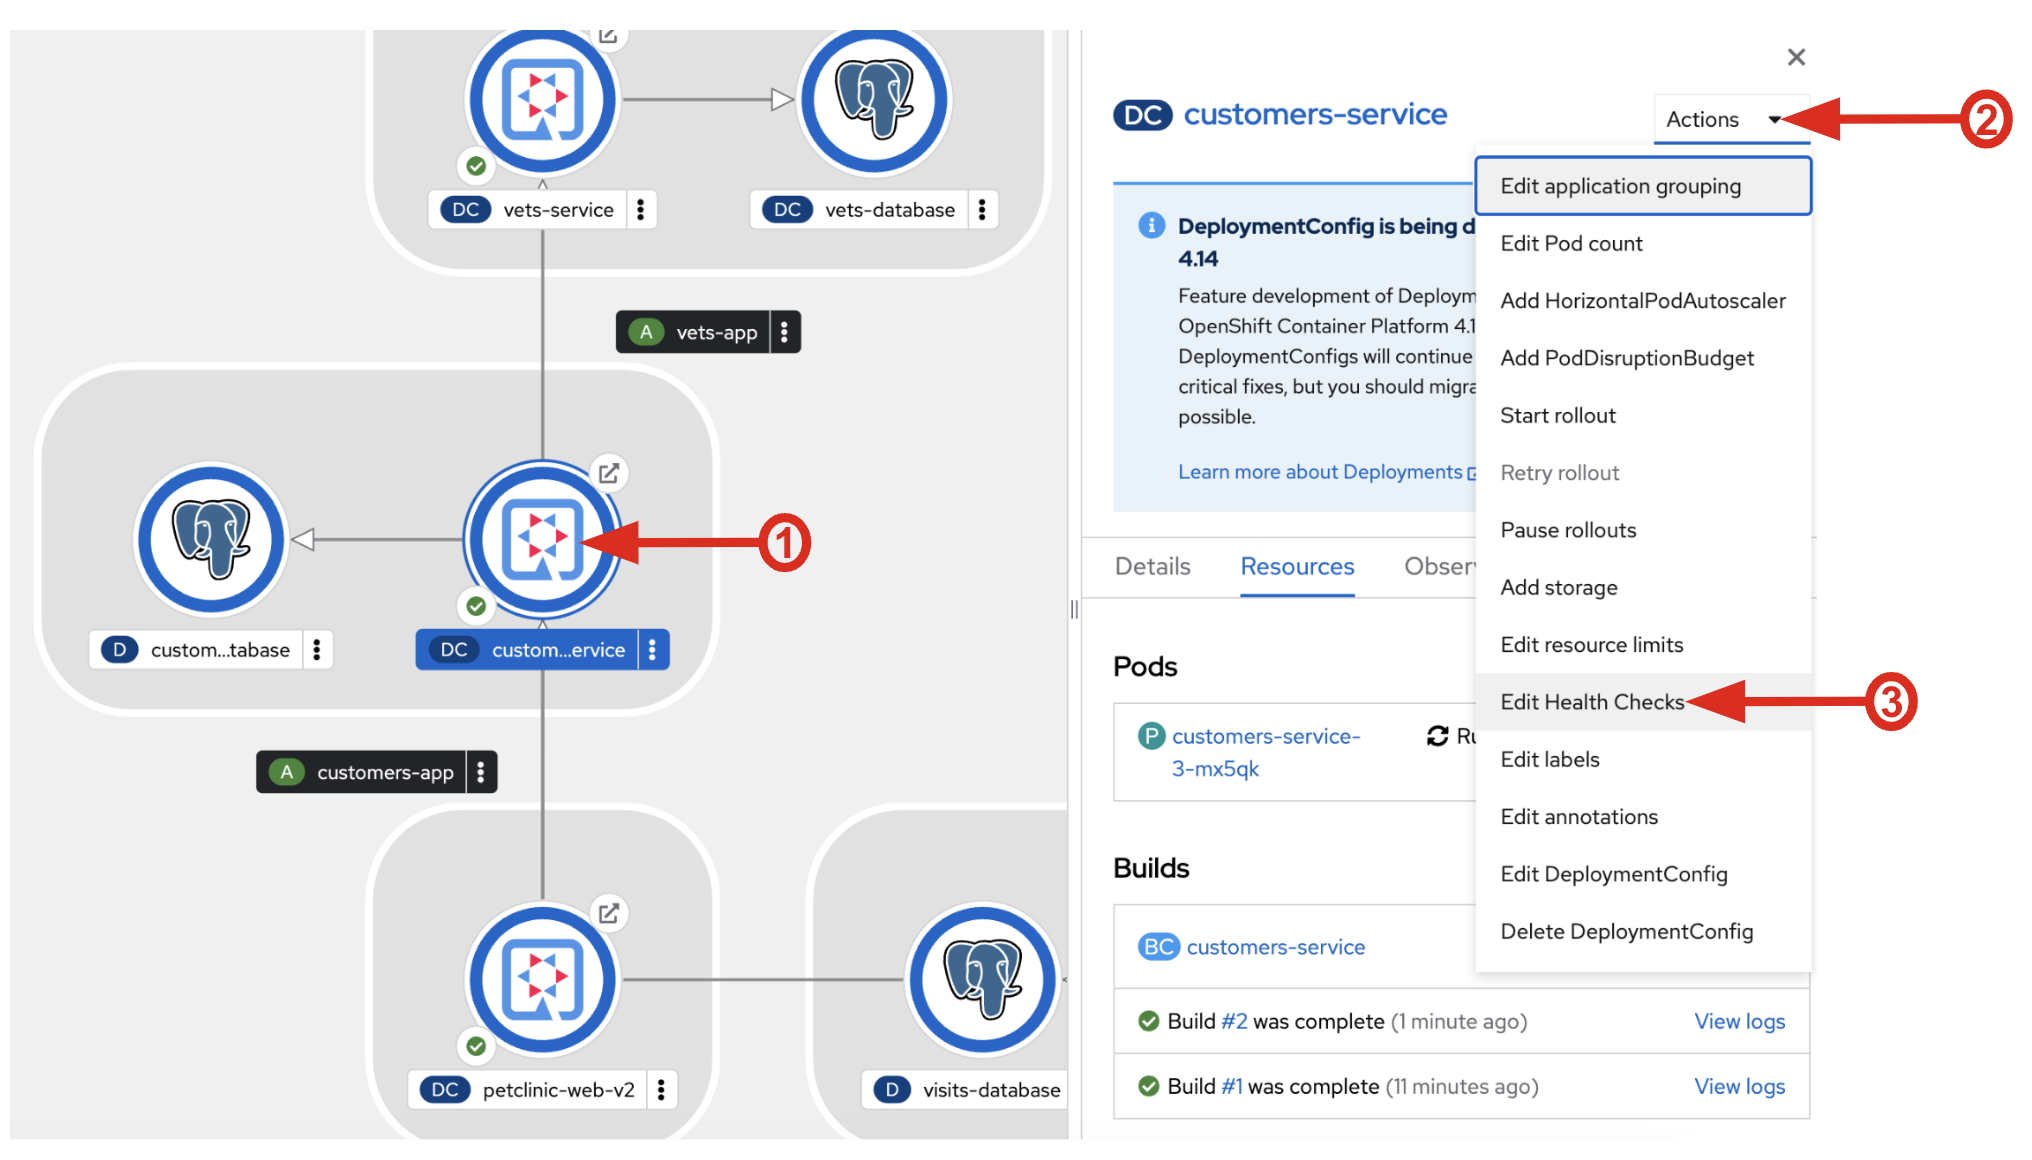 DC vets-service
DC vets-database
A vets-app
D custom...tabase
DC custom...ervice
1
A customers-app
DC petclinic-web-v2
D visits-database
DC customers-service
Actions
2
DeploymentConfig is being d
4.14
Feature development of Deploym
OpenShift Container Platform 4.1
DeploymentConfigs will continue
critical fixes, but you should migra
possible.
Learn more about Deployments
Edit application grouping
Edit Pod count
Add HorizontalPodAutoscaler
Add PodDisruptionBudget
Start rollout
Retry rollout
Pause rollouts
Add storage
Edit resource limits
Edit Health Checks
3
Edit labels
Edit annotations
Edit DeploymentConfig
Delete DeploymentConfig
Details Resources Observ
Pods
P customers-service- Ru
3-mx5qk
Builds
BC customers-service
Build #2 was complete (1 minute ago) View logs
Build #1 was complete (11 minutes ago) View logs